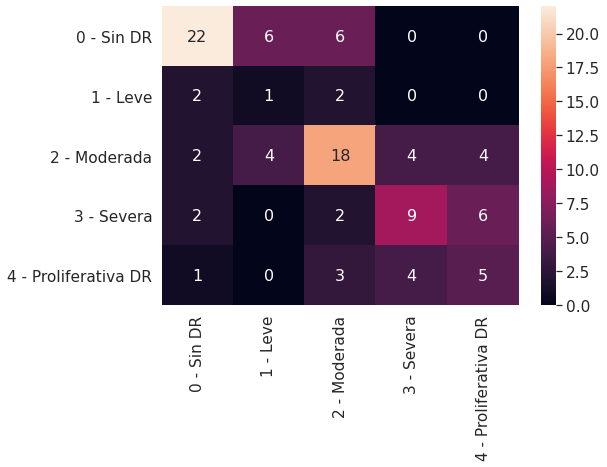 0 - Sin DR 22 6 6 0 0
1 - Leve 2 1 2 0 0
2 - Moderada 2 4 18 4 4
3 - Severa 2 0 2 9 6
4 - Proliferativa DR 1 0 3 4 5
0 - Sin DR
1 - Leve
2 - Moderada
3 - Severa
4 - Proliferativa DR
20.0
17.5
15.0
12.5
10.0
7.5
5.0
2.5
0.0